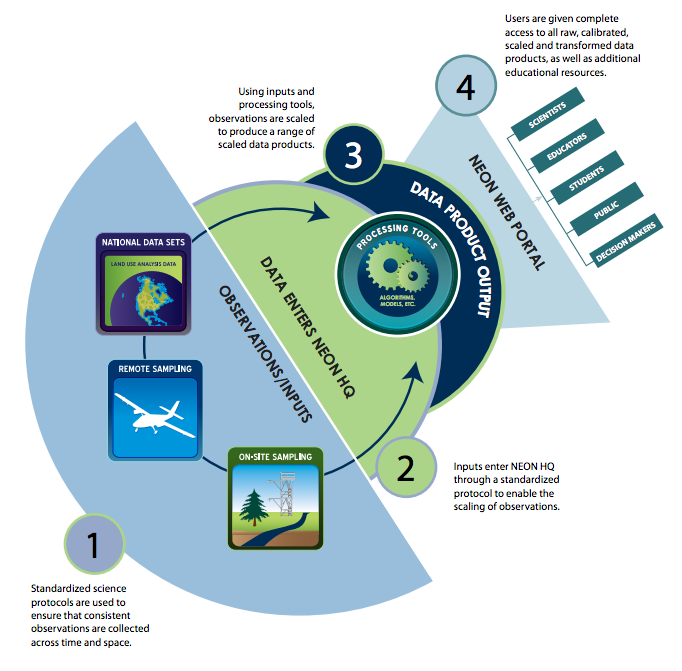 Users are given complete
access to all raw, calibrated,
scaled and transformed data
products, as well as additional
educational resources.
4
Using inputs and
processing tools,
observations are scaled
to produce a range of
scaled data products.
3
SCIENTISTS
EDUCATORS
STUDENTS
PUBLIC
DECISION MAKERS
NEON WEB PORTAL
DATA PRODUCT OUTPUT
PROCESSING TOOLS
ALGORITHMS,
MODELS, ETC.
DATA ENTERS NEON HQ
OBSERVATIONS/INPUTS
NATIONAL DATA SETS
LAND USE ANALYSIS DATA
REMOTE SAMPLING
ON-SITE SAMPLING
2
Inputs enter NEON HQ
through a standardized
protocol to enable the
scaling of observations.
1
Standardized science
protocols are used to
ensure that consistent
observations are collected
across time and space.